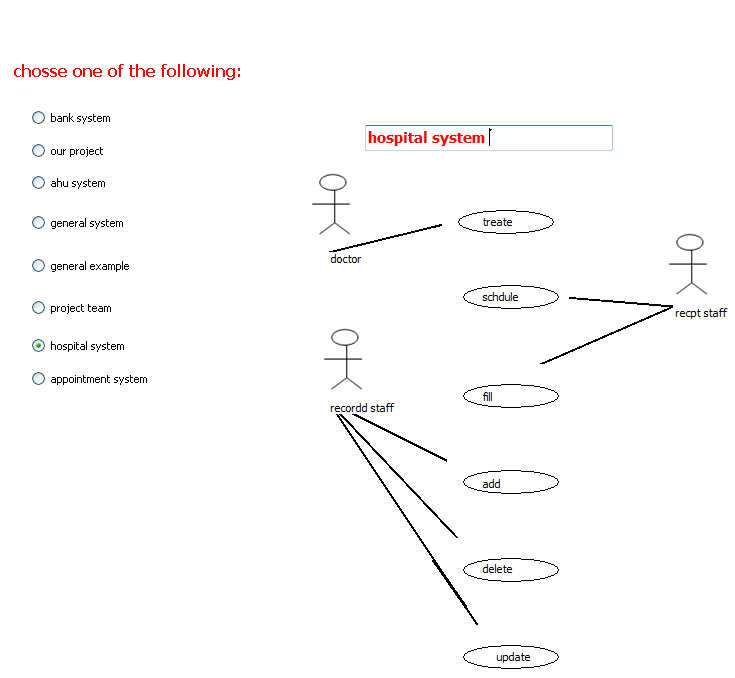 chosse one of the following:
bank system
our project
ahu system
general system
general example
project team
hospital system
appointment system
hospital system
doctor
recordd staff
treate
schdule
fill
add
delete
update
recpt staff